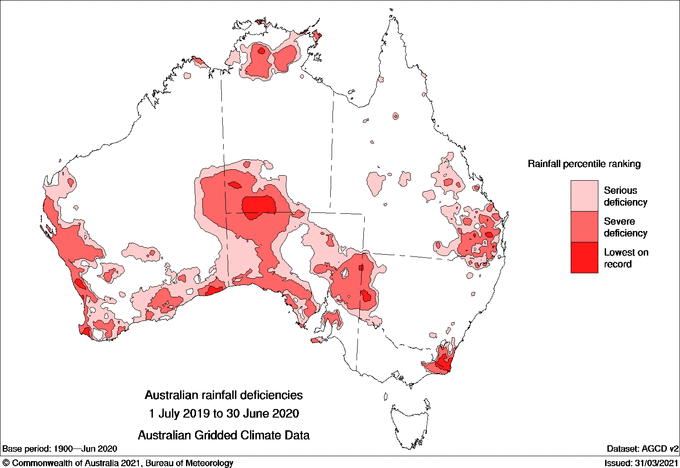 Rainfall percentile ranking
Serious
deficiency
Severe
deficiency
Lowest on
record
Australian rainfall deficiencies
1 July 2019 to 30 June 2020
Australian Gridded Climate Data
Base period: 1900—Jun 2020
Dataset: AGCD v2
© Commonwealth of Australia 2021, Bureau of Meteorology
Issued: 31/03/2021